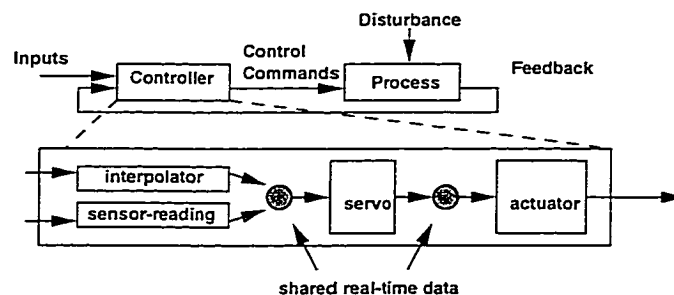 Disturbance
Inputs
Control
Commands
Controller
Process
Feedback
interpolator
sensor-reading
servo
actuator
shared real-time data